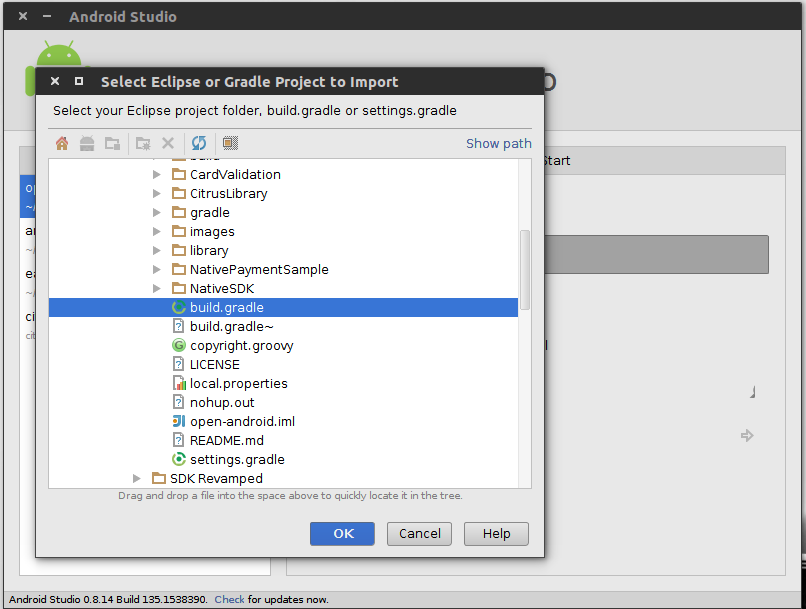 Android Studio
Select Eclipse or Gradle Project to Import
Select your Eclipse project folder, build.gradle or settings.gradle
Show path
CardValidation
CitrusLibrary
gradle
images
library
NativePaymentSample
NativeSDK
build.gradle
build.gradle~
copyright.groovy
LICENSE
local.properties
nohup.out
open-android.iml
README.md
settings.gradle
SDK Revamped
Drag and drop a file into the space above to quickly locate it in the tree.
OK
Cancel
Help
Android Studio 0.8.14 Build 135.1538390. Check for updates now.